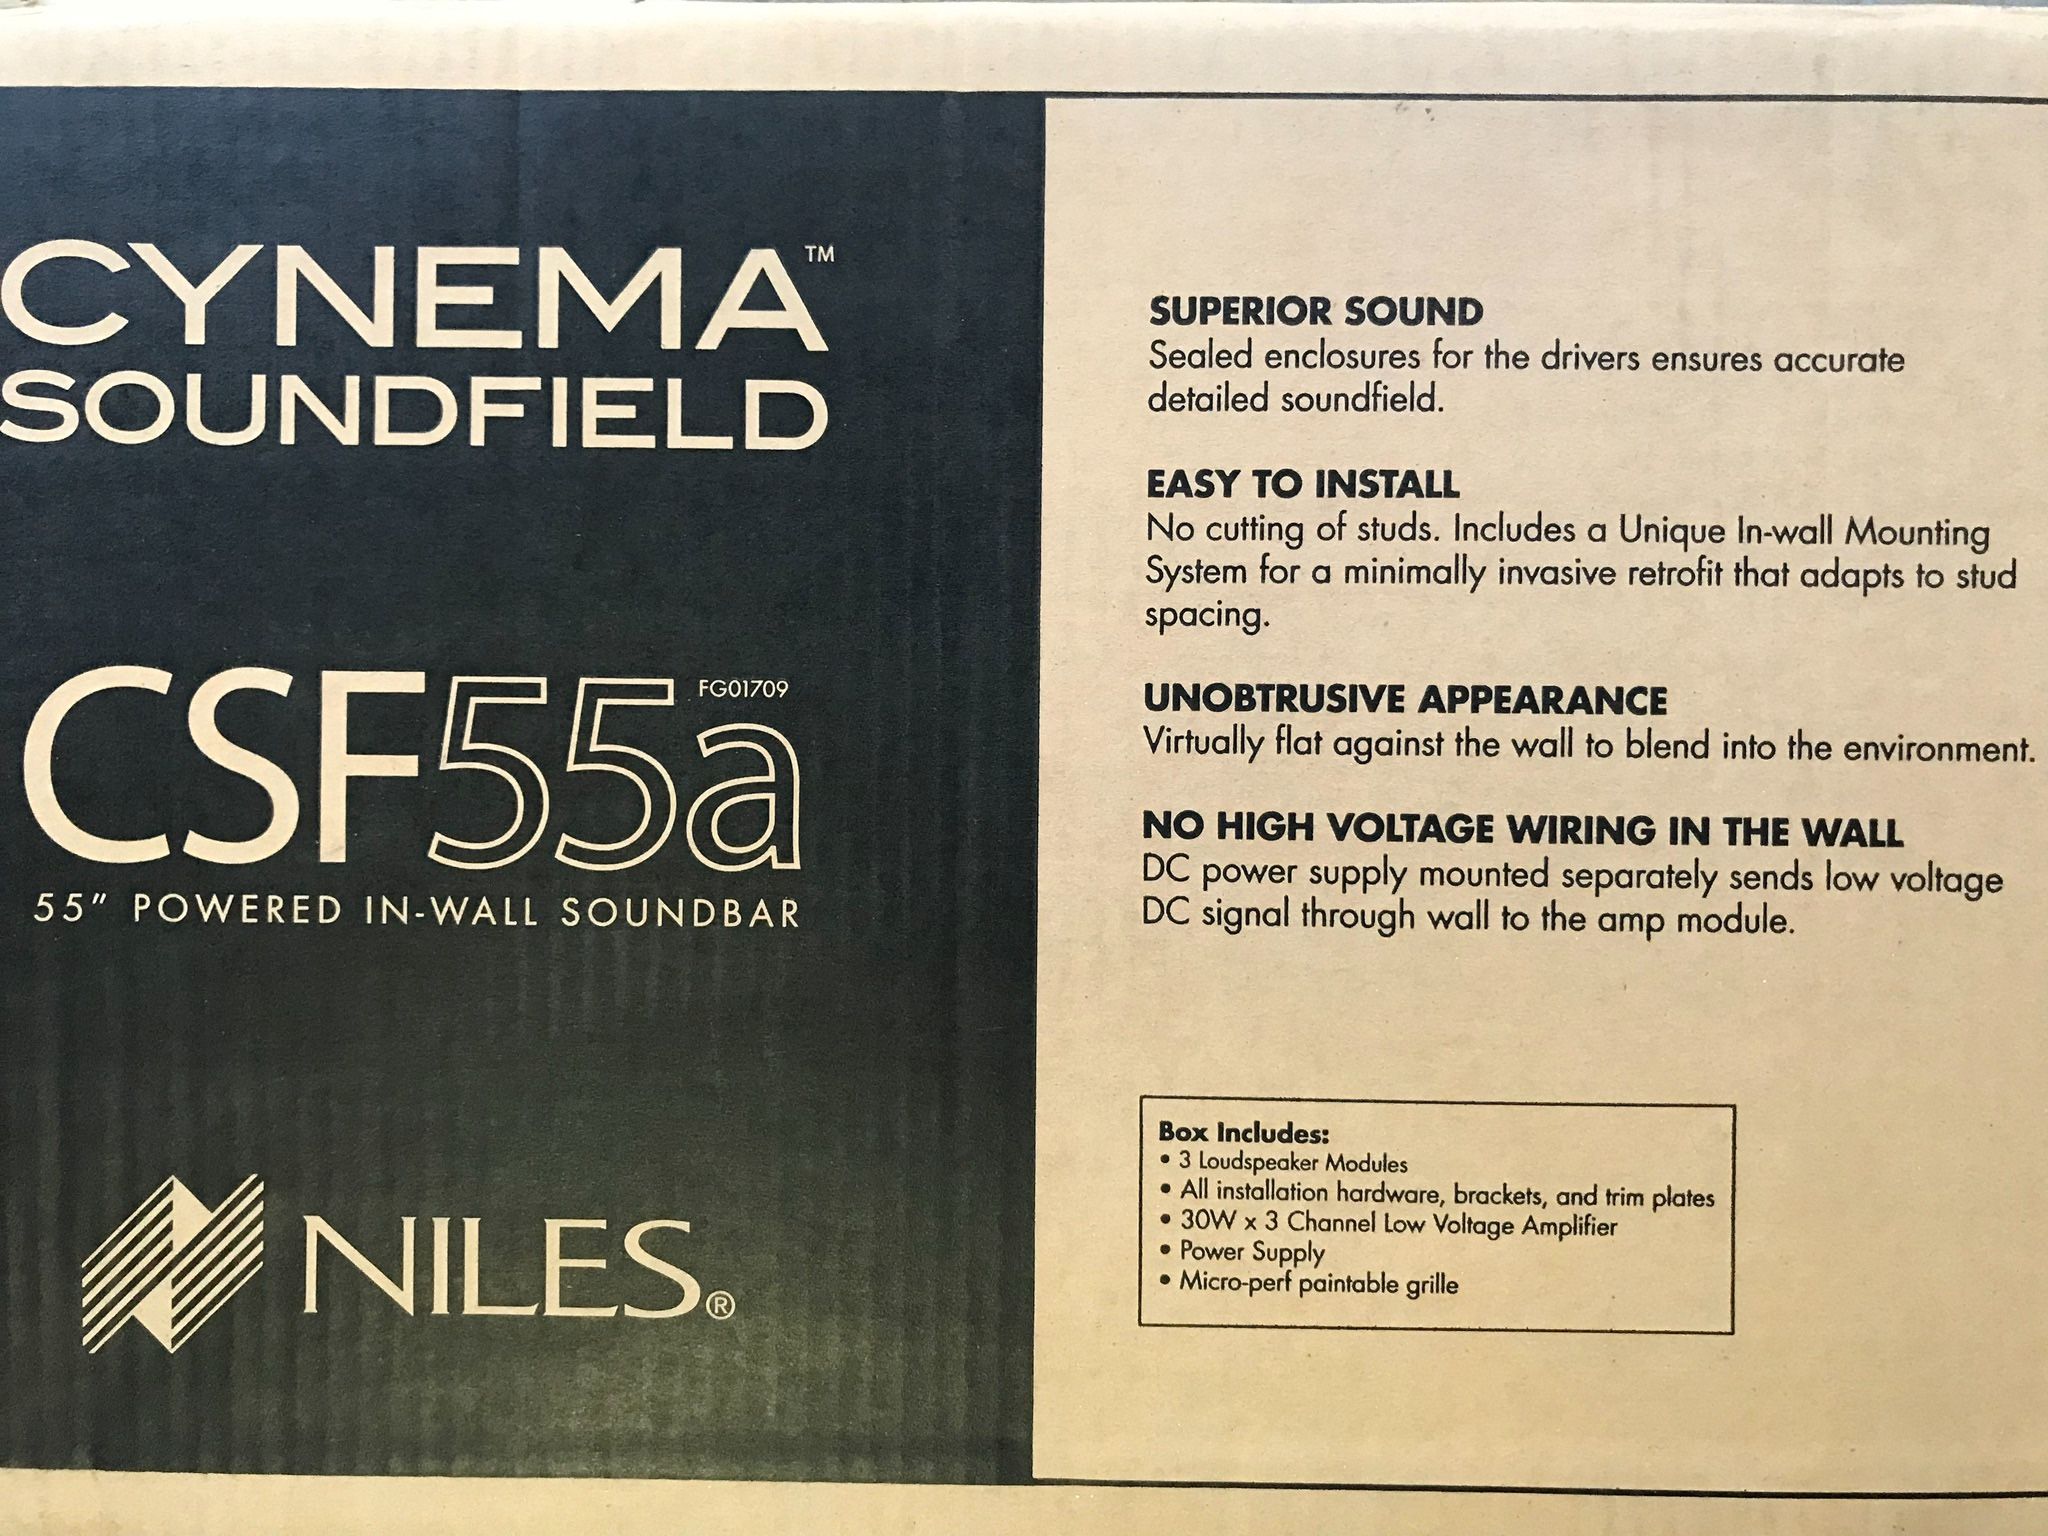 CYNEMA™
SOUNDFIELD
CSF55a
FG01709
55" POWERED IN-WALL SOUNDBAR
NILES®
SUPERIOR SOUND
Sealed enclosures for the drivers ensures accurate
detailed soundfield.
EASY TO INSTALL
No cutting of studs. Includes a Unique In-wall Mounting
System for a minimally invasive retrofit that adapts to stud
spacing.
UNOBTRUSIVE APPEARANCE
Virtually flat against the wall to blend into the environment.
NO HIGH VOLTAGE WIRING IN THE WALL
DC power supply mounted separately sends low voltage
DC signal through wall to the amp module.
Box Includes:
• 3 Loudspeaker Modules
• All installation hardware, brackets, and trim plates
• 30W x 3 Channel Low Voltage Amplifier
• Power Supply
• Micro-perf paintable grille